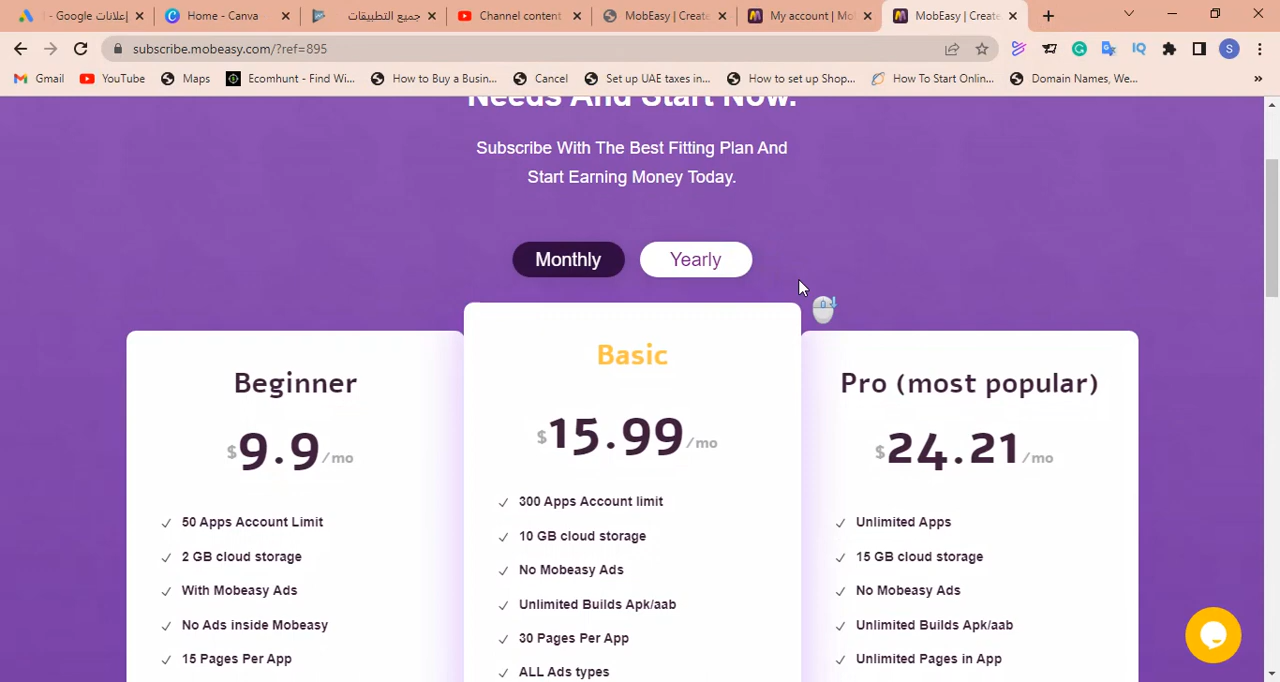 إعلانات Google -
Home - Canva
جميع التطبيقات
Channel content
MobEasy | Create
My account | Mo
MobEasy | Create
subscribe.mobeasy.com/?ref=895
IQ
S
Gmail
YouTube
Maps
Ecomhunt - Find Wi...
How to Buy a Busin...
Cancel
Set up UAE taxes in...
How to set up Shop...
How To Start Onlin...
Domain Names, We...
»
Needs And Start Now.
Subscribe With The Best Fitting Plan And
Start Earning Money Today.
Monthly
Yearly
Beginner
$9.9/mo
50 Apps Account Limit
2 GB cloud storage
With Mobeasy Ads
No Ads inside Mobeasy
15 Pages Per App
Basic
$15.99/mo
300 Apps Account limit
10 GB cloud storage
No Mobeasy Ads
Unlimited Builds Apk/aab
30 Pages Per App
ALL Ads types
Pro (most popular)
$24.21/mo
Unlimited Apps
15 GB cloud storage
No Mobeasy Ads
Unlimited Builds Apk/aab
Unlimited Pages in App